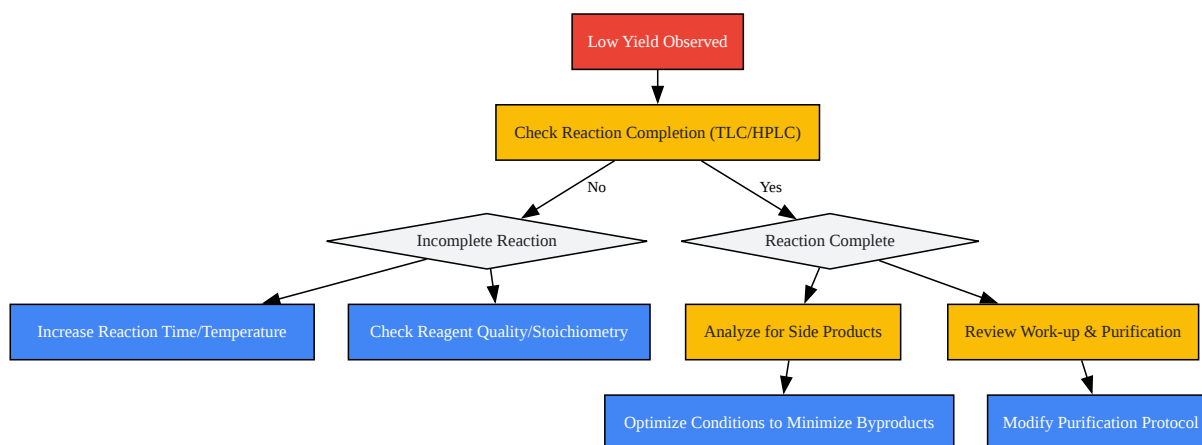 Low Yield Observed
Check Reaction Completion (TLC/HPLC)
No
Yes
Incomplete Reaction
Reaction Complete
Increase Reaction Time/Temperature
Check Reagent Quality/Stoichiometry
Analyze for Side Products
Review Work-up & Purification
Optimize Conditions to Minimize Byproducts
Modify Purification Protocol